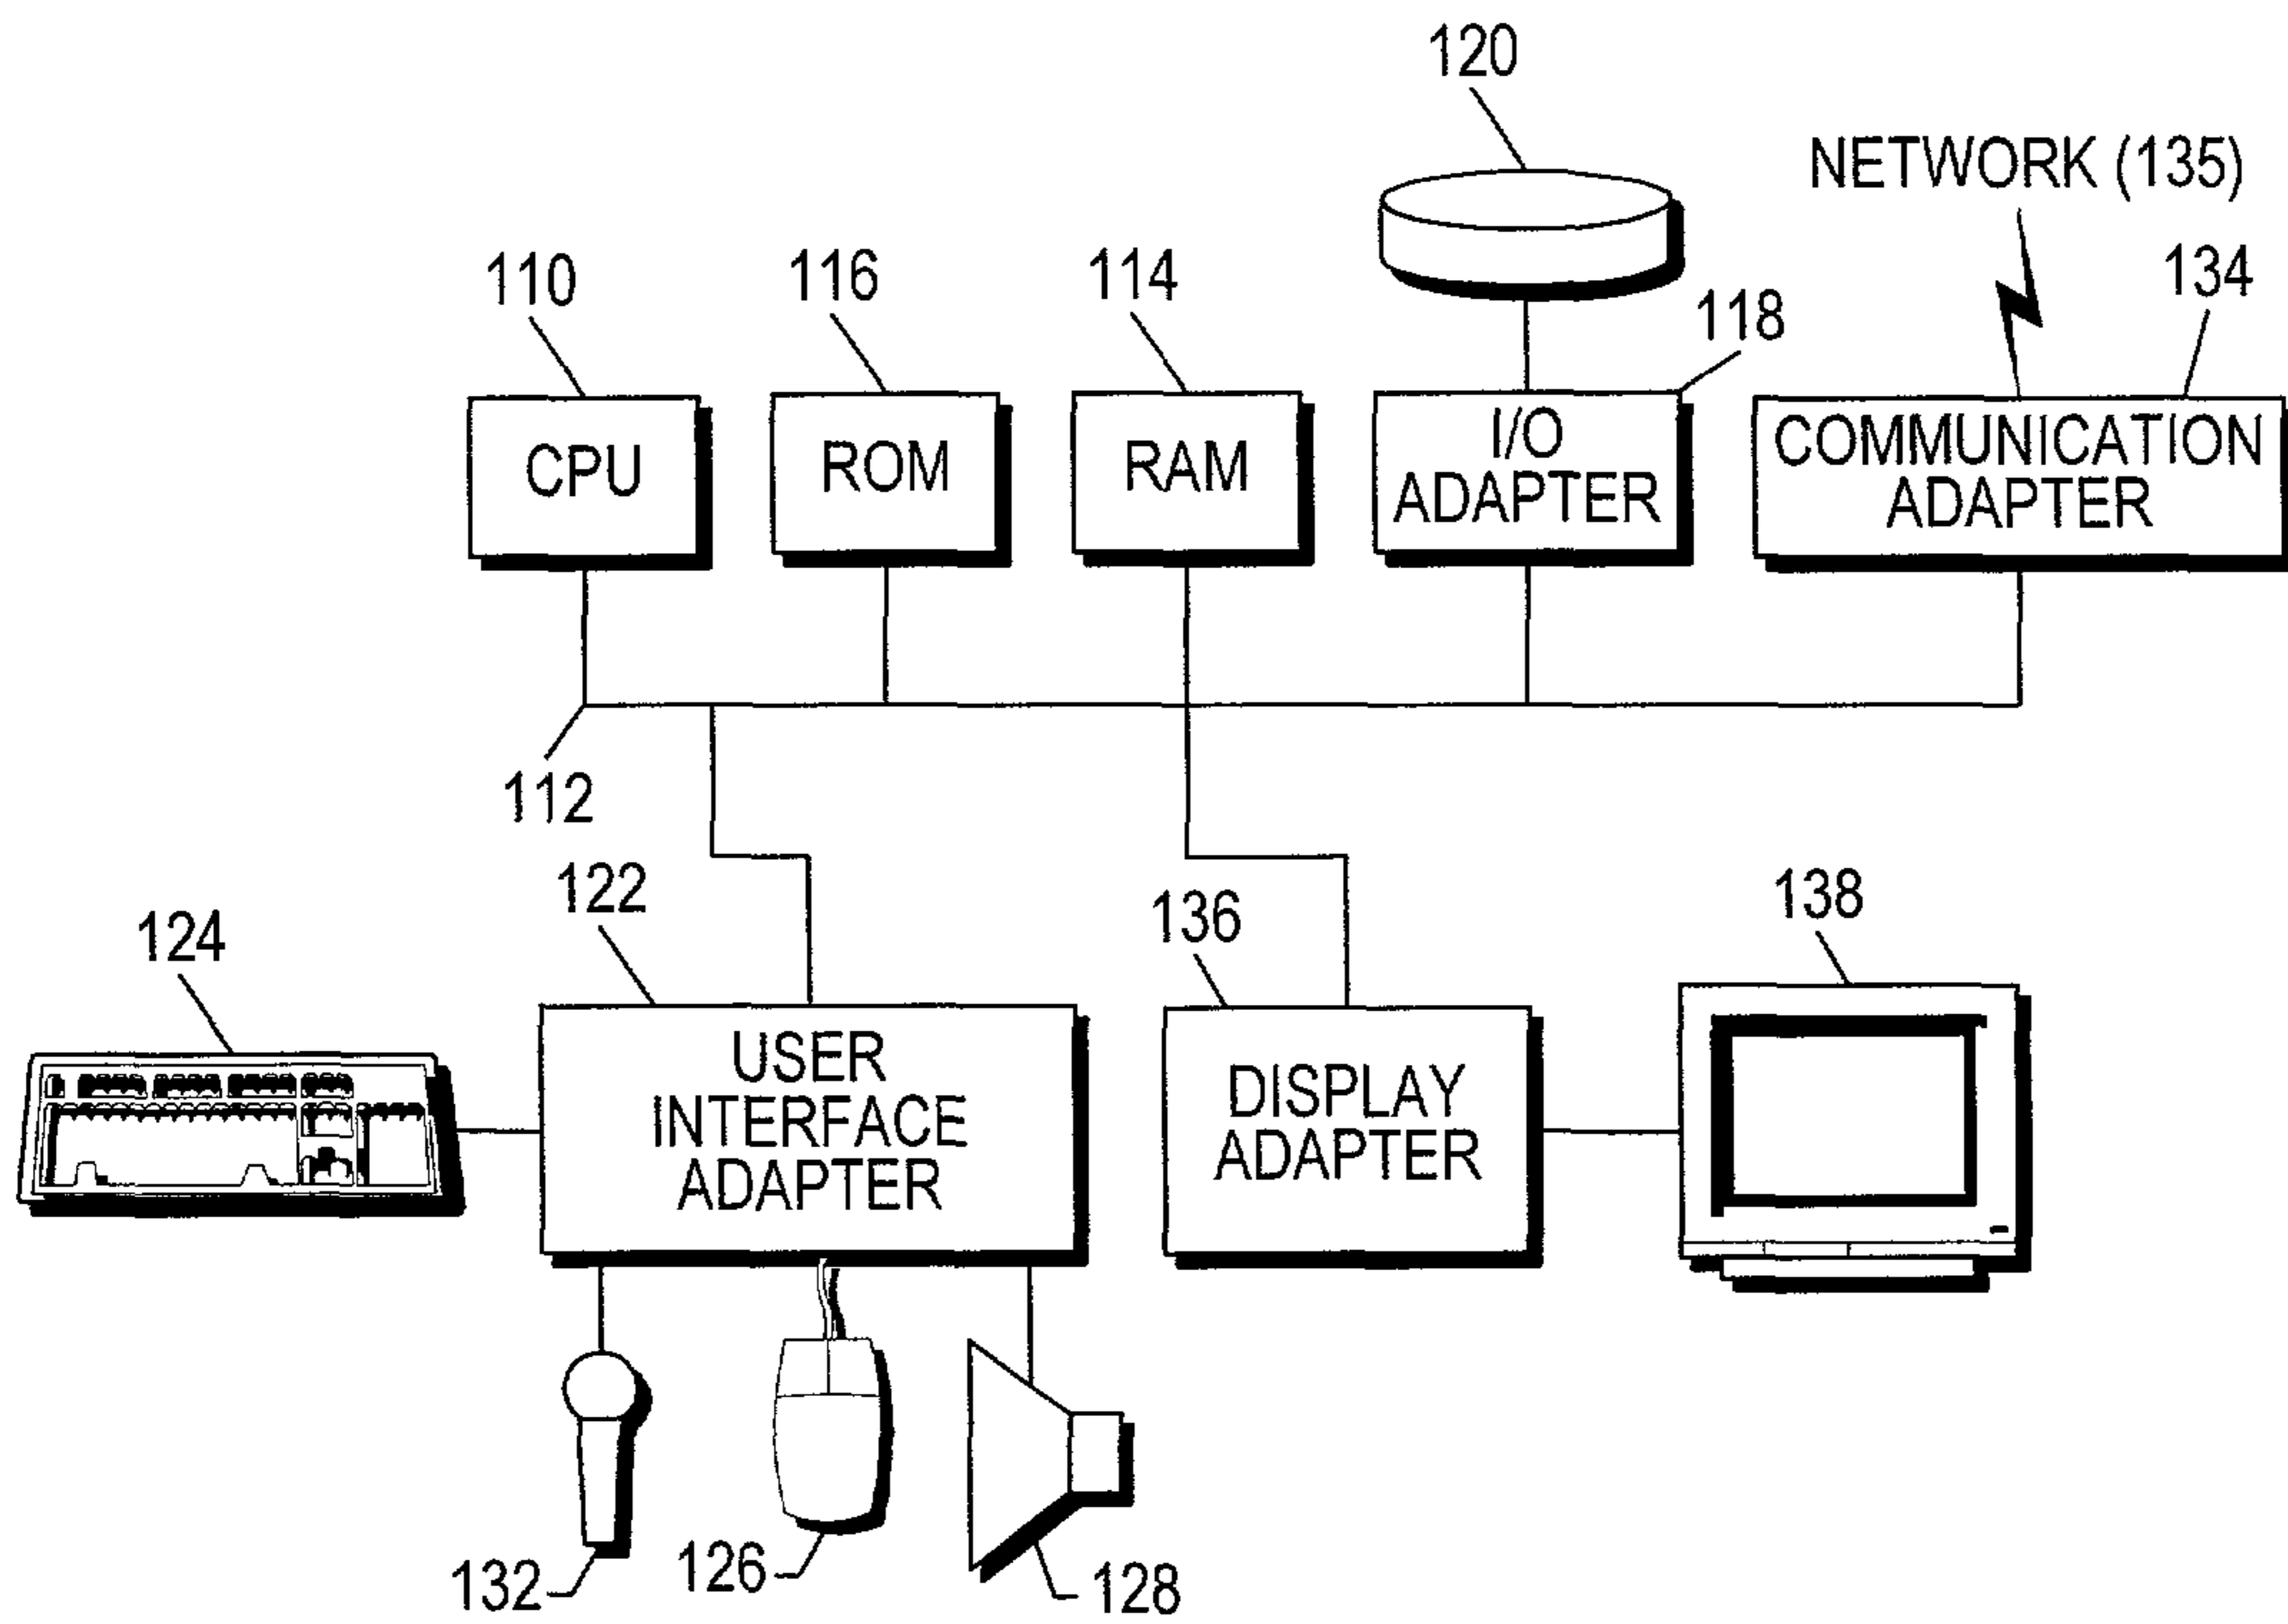 120
NETWORK (135)
110
116
114
118
134
CPU
ROM
RAM
I/O
ADAPTER
COMMUNICATION
ADAPTER
112
122
124
136
138
USER
INTERFACE
ADAPTER
DISPLAY
ADAPTER
132
126
128